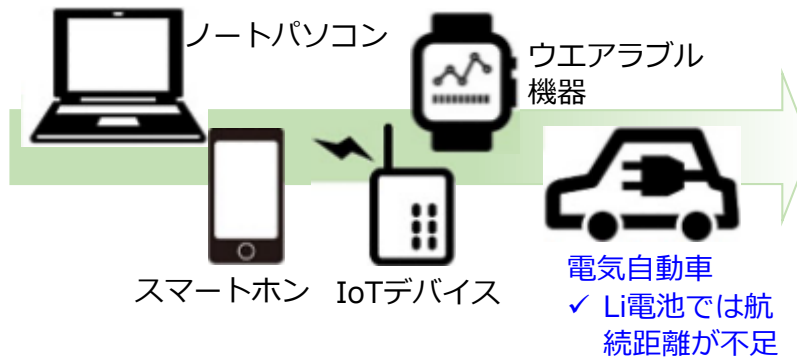 ノートパソコン
ウエアラブル
機器
スマートホン
IoTデバイス
電気自動車
✓ Li電池では航
続距離が不足